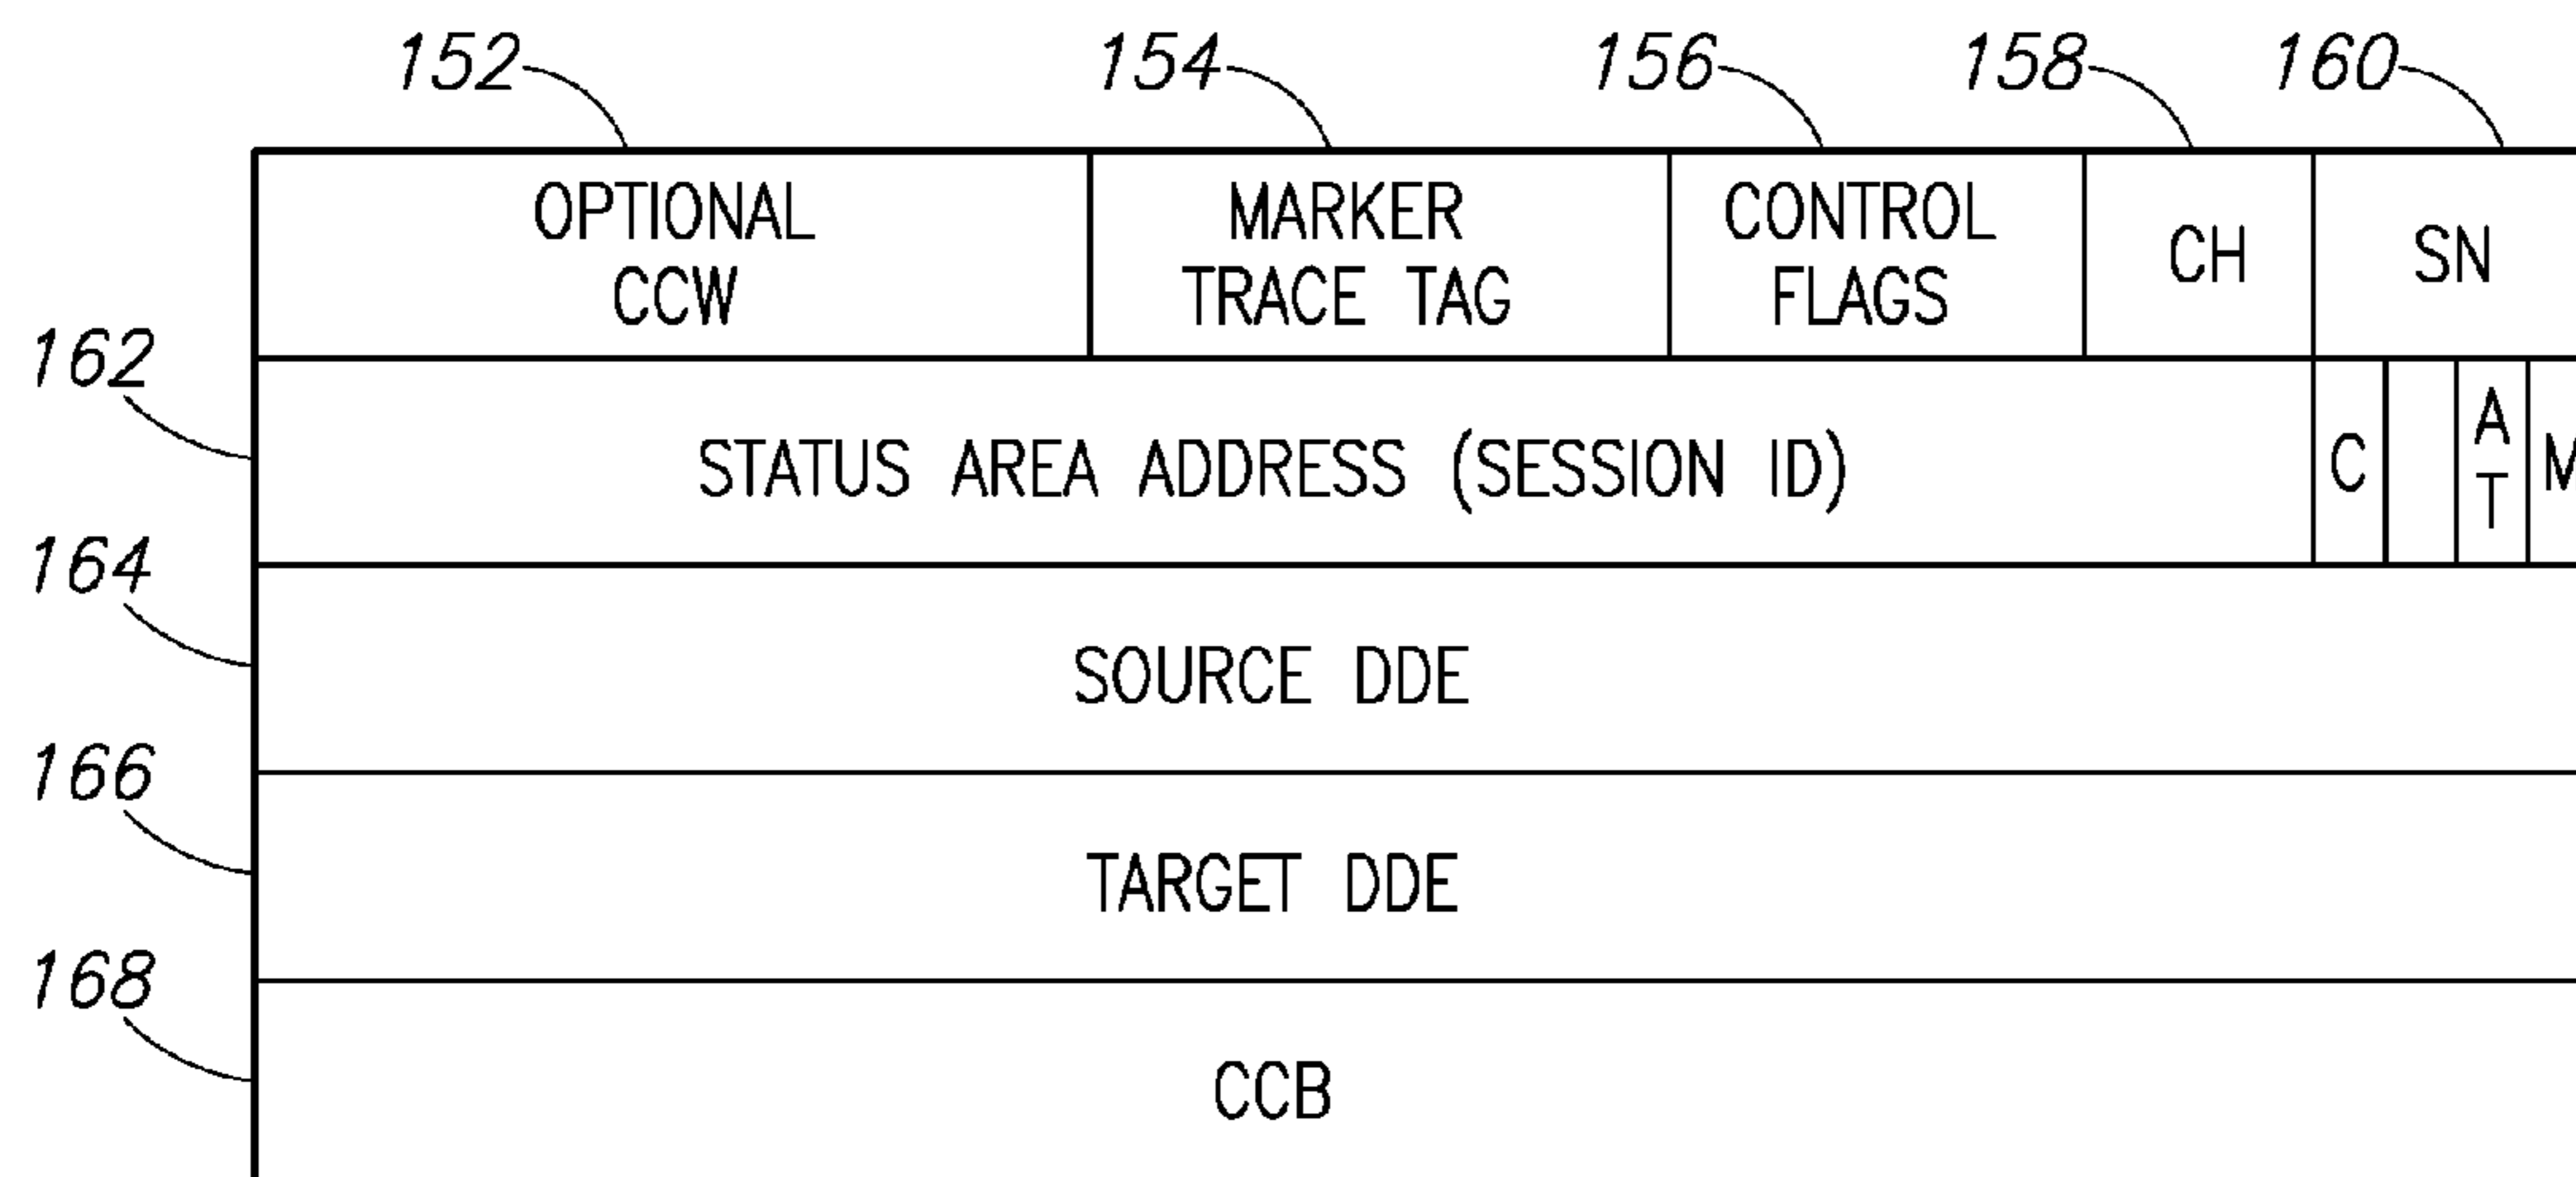 152 154 156 158 160
OPTIONAL MARKER CONTROL CH SN
CCW TRACE TAG FLAGS
162
STATUS AREA ADDRESS (SESSION ID) C A
T M
164
SOURCE DDE
166
TARGET DDE
168
CCB